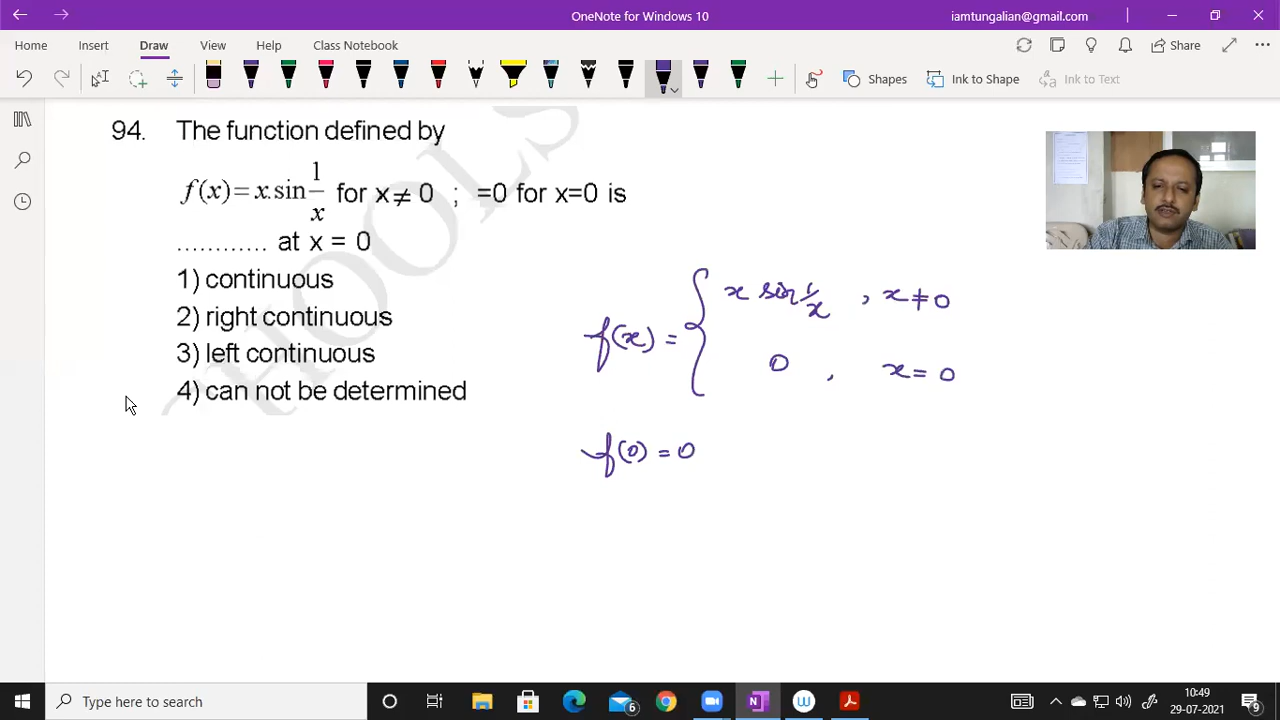 OneNote for Windows 10
iamtungalian@gmail.com
Home Insert Draw View Help Class Notebook
Share
Shapes Ink to Shape Ink to Text
HOOLS
94. The function defined by
f(x)=x.sin 1/x for x≠ 0 ; =0 for x=0 is
............ at x = 0
1) continuous
2) right continuous
3) left continuous
4) can not be determined
f(x) = { x sin 1/x , x ≠ 0
0 , x = 0
f(0) = 0
Type here to search
6
10:49
29-07-2021
9